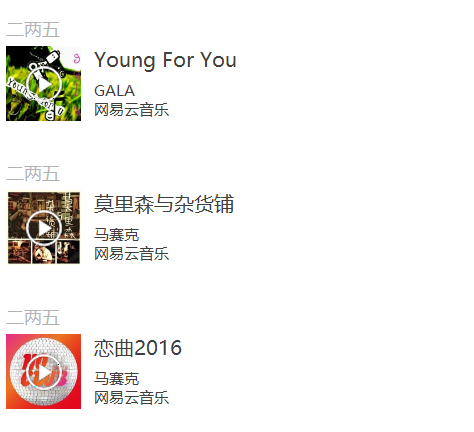 二两五
Young For You
GALA
网易云音乐
二两五
莫里森与杂货铺
马赛克
网易云音乐
二两五
恋曲2016
马赛克
网易云音乐